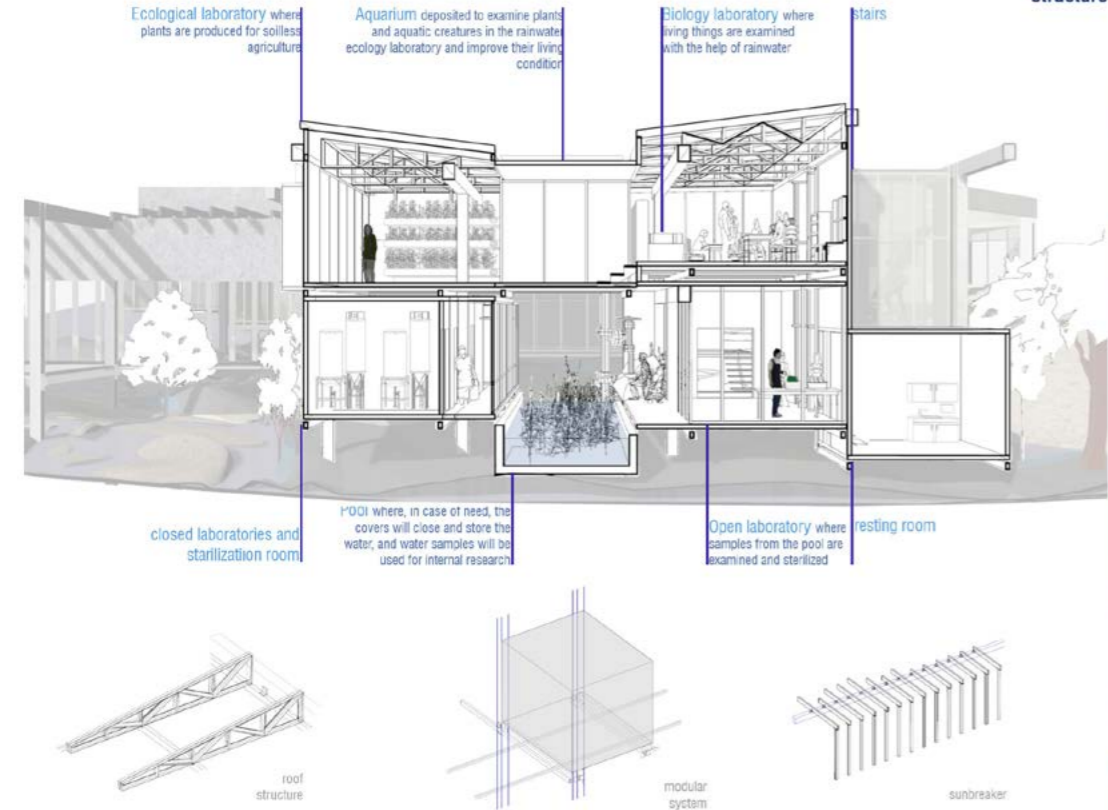 structure
Ecological laboratory where
plants are produced for soilless
agriculture
Aquarium deposited to examine plants
and aquatic creatures in the rainwater
ecology laboratory and improve their living
condition
Biology laboratory where
living things are examined
with the help of rainwater
stairs
closed laboratories and
starilization room
Pool where, in case of need, the
covers will close and store the
water, and water samples will be
used for internal research
Open laboratory where
samples from the pool are
examined and sterilized
resting room
roof
structure
modular
system
sunbreaker